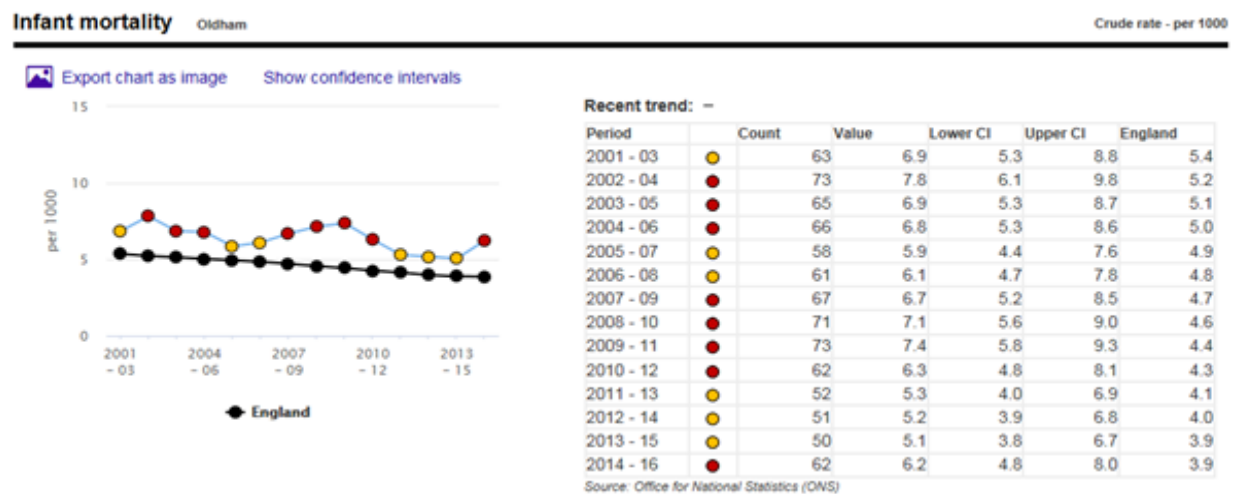 Infant mortality Oldham Crude rate - per 1000
Export chart as image Show confidence intervals
15
10
5
0
per 1000
2001 - 03
2004 - 06
2007 - 09
2010 - 12
2013 - 15
England
Recent trend: –
Period Count Value Lower CI Upper CI England
2001 - 03 63 6.9 5.3 8.8 5.4
2002 - 04 73 7.8 6.1 9.8 5.2
2003 - 05 65 6.9 5.3 8.7 5.1
2004 - 06 66 6.8 5.3 8.6 5.0
2005 - 07 58 5.9 4.4 7.6 4.9
2006 - 08 61 6.1 4.7 7.8 4.8
2007 - 09 67 6.7 5.2 8.5 4.7
2008 - 10 71 7.1 5.6 9.0 4.6
2009 - 11 73 7.4 5.8 9.3 4.4
2010 - 12 62 6.3 4.8 8.1 4.3
2011 - 13 52 5.3 4.0 6.9 4.1
2012 - 14 51 5.2 3.9 6.8 4.0
2013 - 15 50 5.1 3.8 6.7 3.9
2014 - 16 62 6.2 4.8 8.0 3.9
Source: Office for National Statistics (ONS)